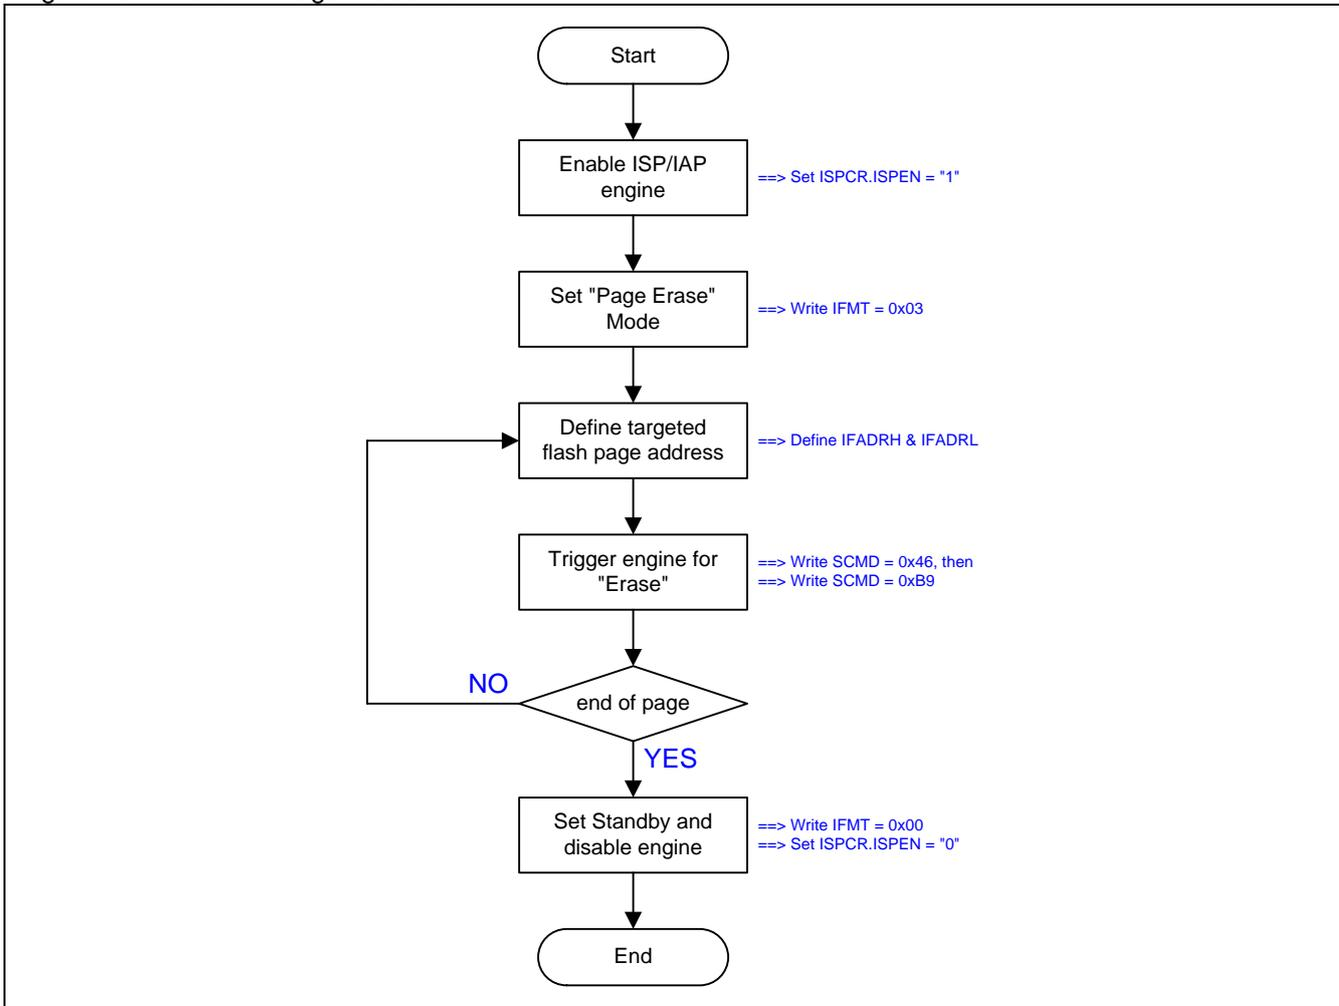 Start
Enable ISP/IAP
engine
==> Set ISPCR.ISPEN = "1"
Set "Page Erase"
Mode
==> Write IFMT = 0x03
Define targeted
flash page address
==> Define IFADRH & IFADRL
Trigger engine for
"Erase"
==> Write SCMD = 0x46, then
==> Write SCMD = 0xB9
end of page
NO
YES
Set Standby and
disable engine
==> Write IFMT = 0x00
==> Set ISPCR.ISPEN = "0"
End